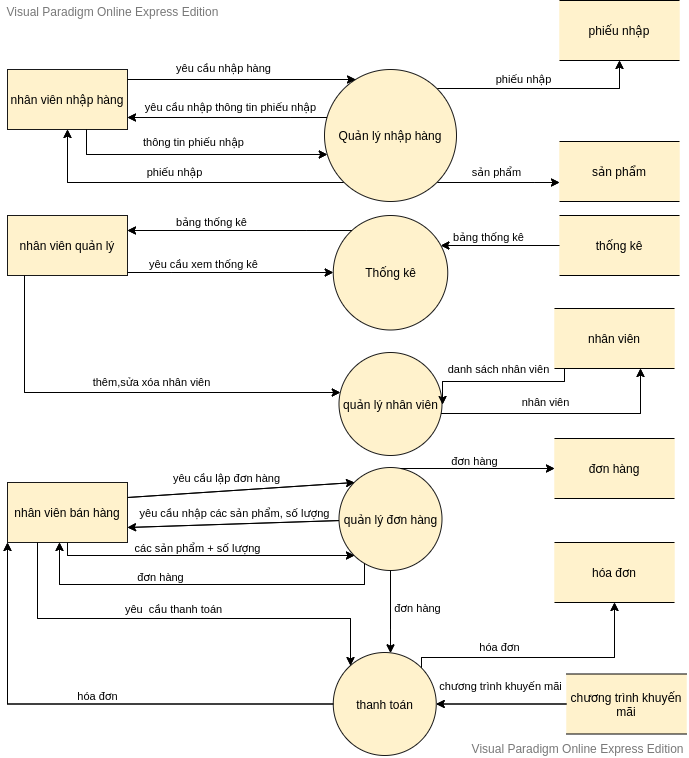 Visual Paradigm Online Express Edition
phiếu nhập
yêu cầu nhập hàng
phiếu nhập
nhân viên nhập hàng
yêu cầu nhập thông tin phiếu nhập
Quản lý nhập hàng
thông tin phiếu nhập
phiếu nhập
sản phẩm
sản phẩm
bảng thống kê
bảng thống kê
nhân viên quản lý
thống kê
yêu cầu xem thống kê
Thống kê
nhân viên
danh sách nhân viên
thêm,sửa xóa nhân viên
quản lý nhân viên
nhân viên
đơn hàng
đơn hàng
yêu cầu lập đơn hàng
nhân viên bán hàng
yêu cầu nhập các sản phẩm, số lượng
quản lý đơn hàng
các sản phẩm + số lượng
đơn hàng
hóa đơn
yêu  cầu thanh toán
đơn hàng
hóa đơn
chương trình khuyến mãi
hóa đơn
thanh toán
chương trình khuyến
mãi
Visual Paradigm Online Express Edition